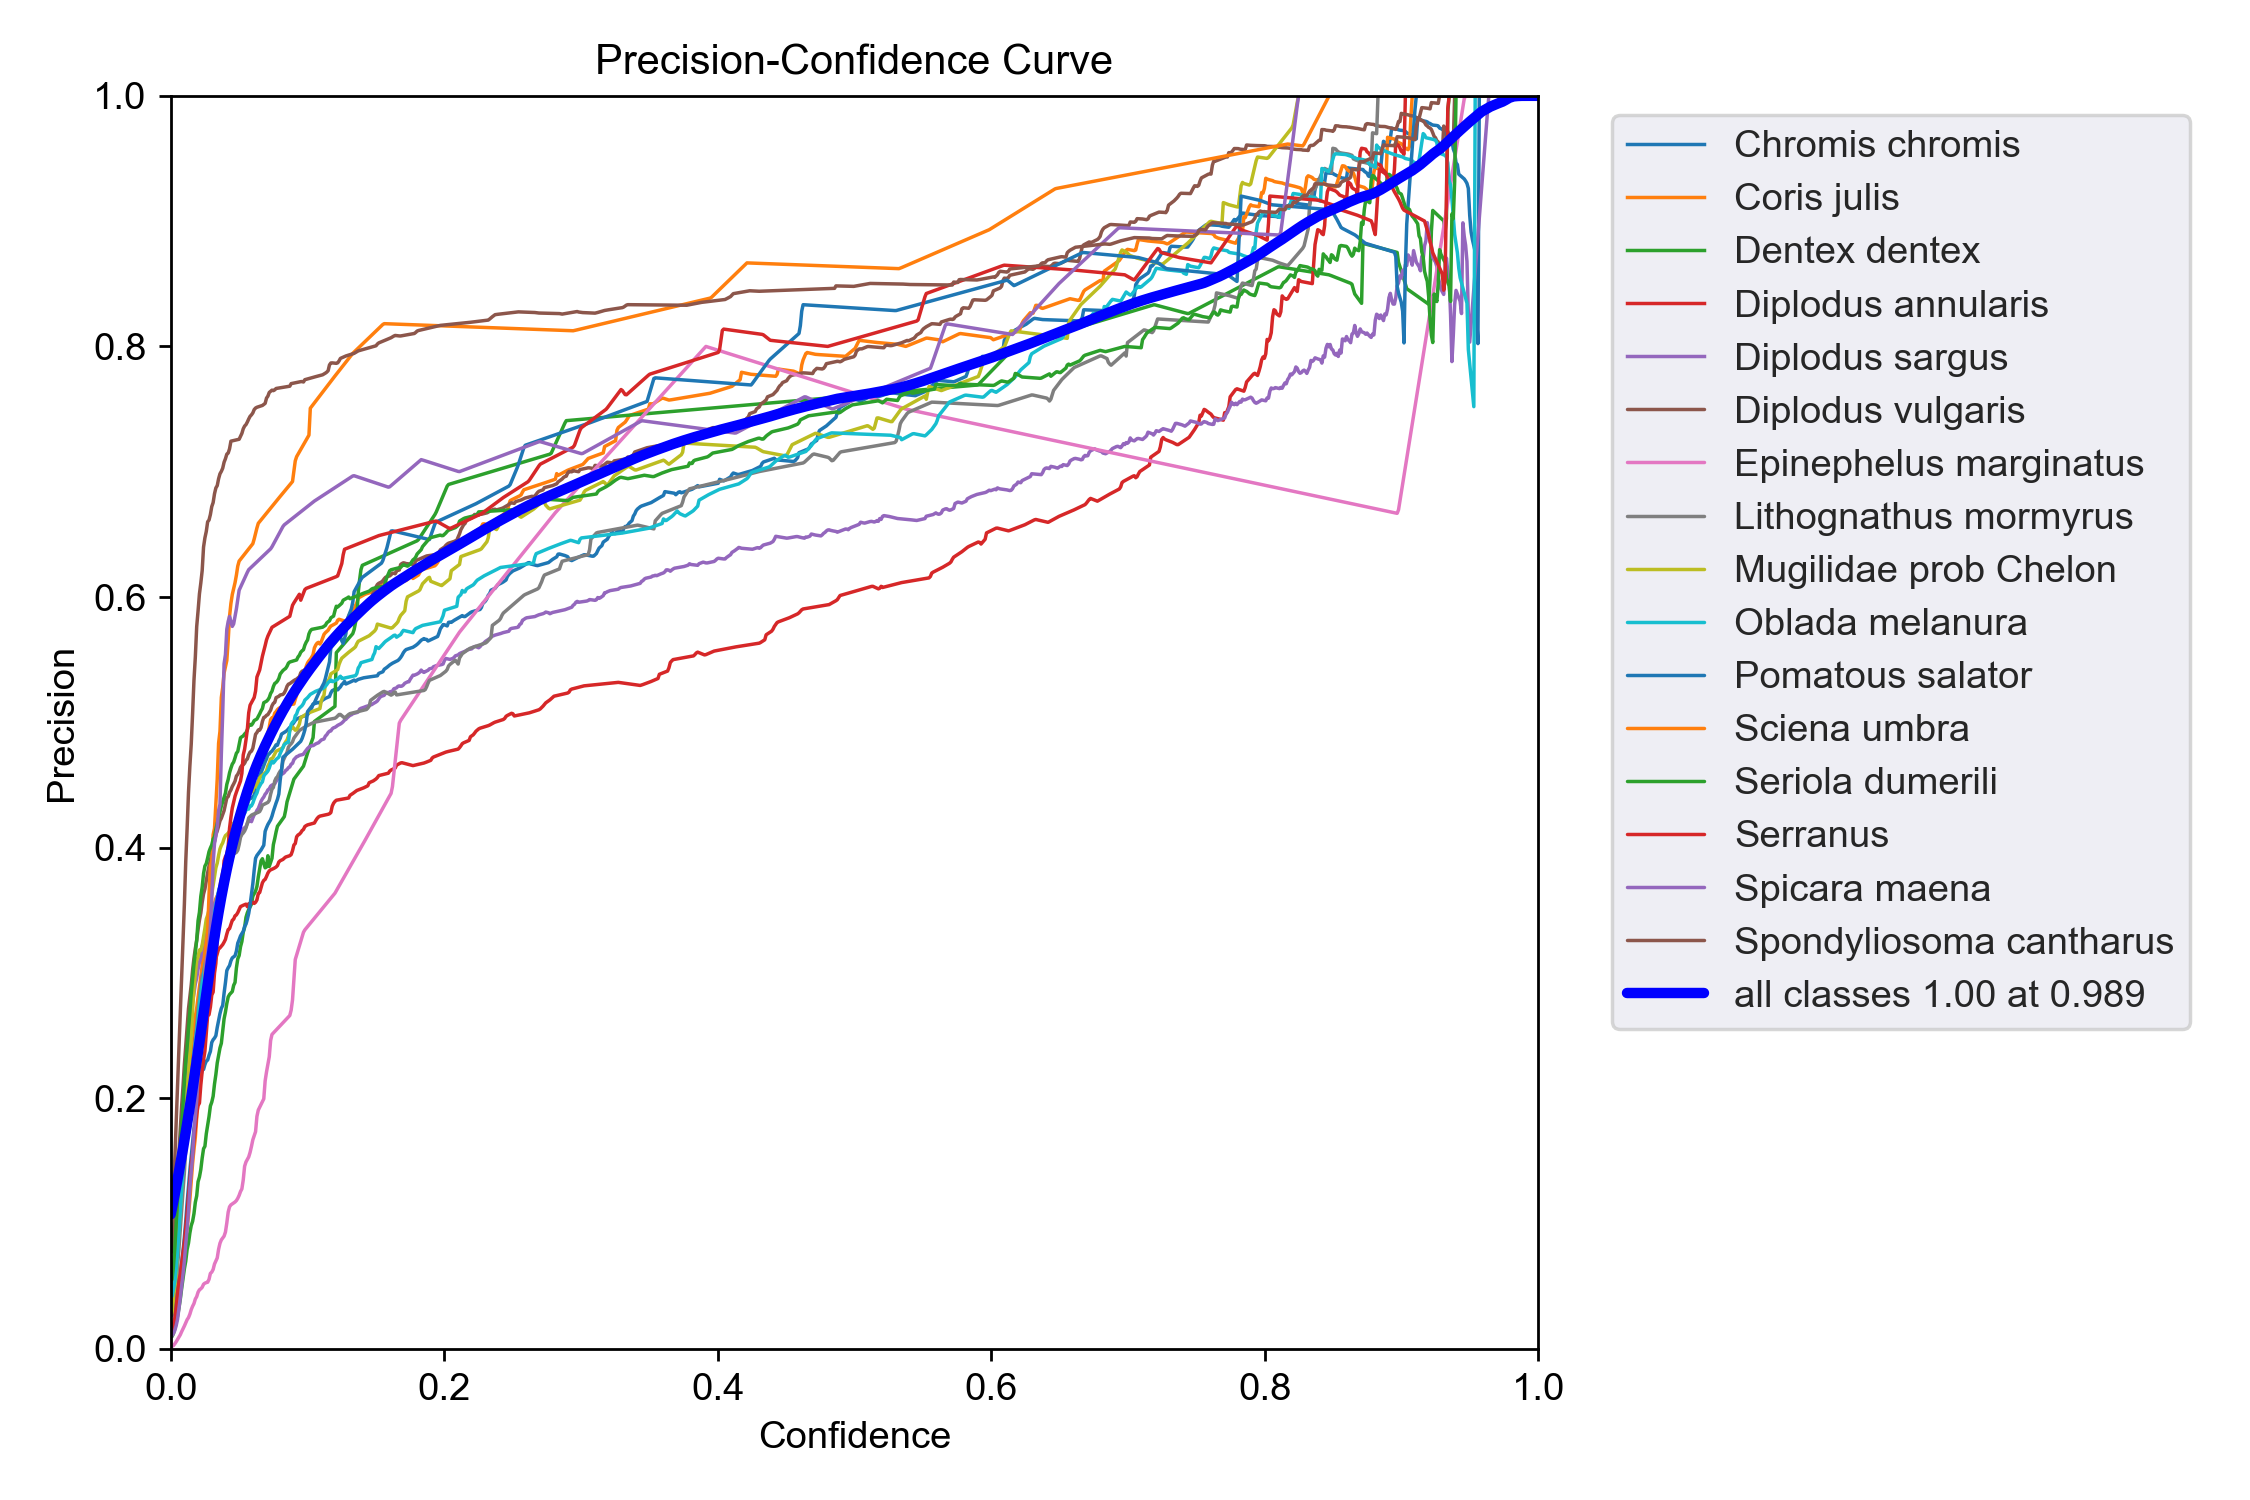 Precision-Confidence Curve
1.0
0.8
0.6
0.4
0.2
0.0
Precision
0.0 0.2 0.4 0.6 0.8 1.0
Confidence
Chromis chromis
Coris julis
Dentex dentex
Diplodus annularis
Diplodus sargus
Diplodus vulgaris
Epinephelus marginatus
Lithognathus mormyrus
Mugilidae prob Chelon
Oblada melanura
Pomatous salator
Sciena umbra
Seriola dumerili
Serranus
Spicara maena
Spondyliosoma cantharus
all classes 1.00 at 0.989